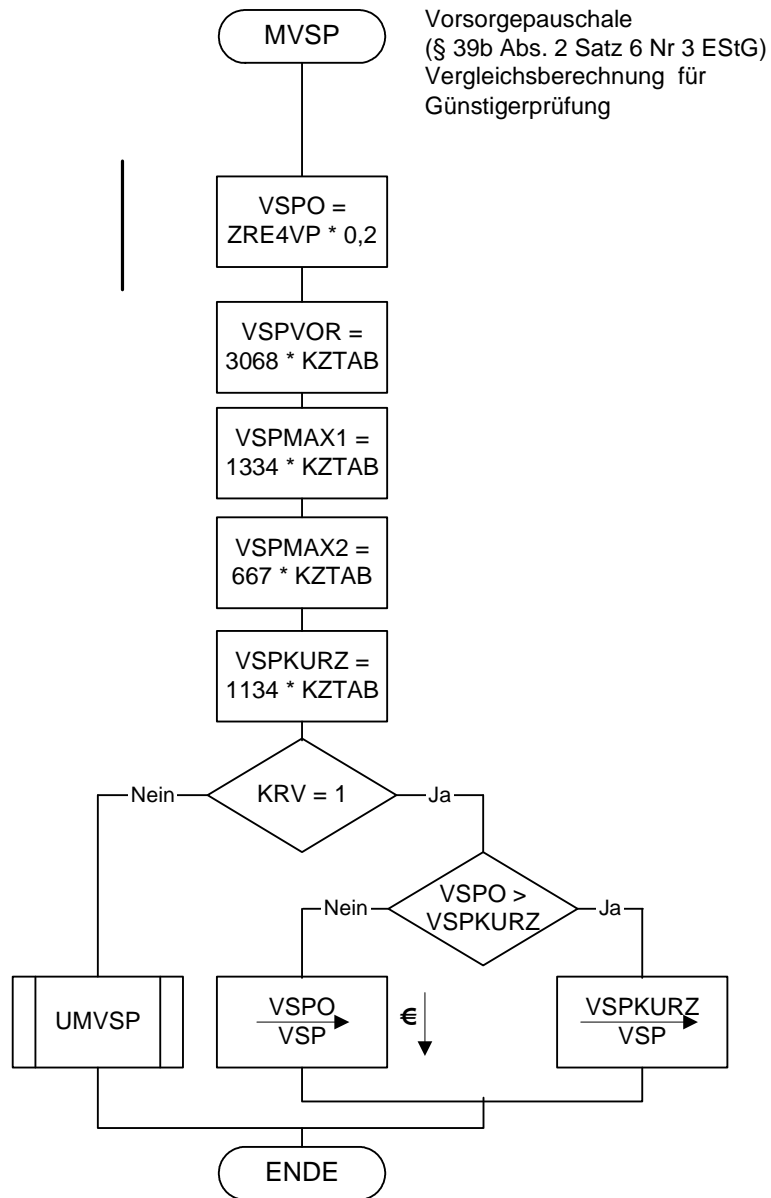 MVSP
Vorsorgepauschale
(§ 39b Abs. 2 Satz 6 Nr 3 EStG)
Vergleichsberechnung für
Günstigerprüfung
VSPO =
ZRE4VP * 0,2
VSPVOR =
3068 * KZTAB
VSPMAX1 =
1334 * KZTAB
VSPMAX2 =
667 * KZTAB
VSPKURZ =
1134 * KZTAB
Nein
KRV = 1
Ja
Nein
VSPO >
VSPKURZ
Ja
UMVSP
VSPO
VSP
€
VSPKURZ
VSP
ENDE